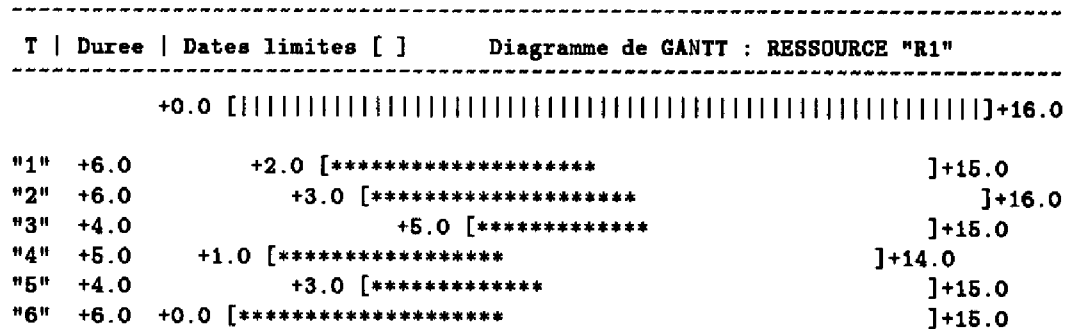 --------------------------------------------------------------------------------
T | Duree | Dates limites [ ] Diagramme de GANTT : RESSOURCE "R1"
--------------------------------------------------------------------------------
+0.0 [|||||||||||||||||||||||||||||||||||||||||||||||||||||||||]+16.0
"1" +6.0 +2.0 [******************** ]+15.0
"2" +6.0 +3.0 [******************** ]+16.0
"3" +4.0 +5.0 [************* ]+15.0
"4" +5.0 +1.0 [***************** ]+14.0
"5" +4.0 +3.0 [************* ]+15.0
"6" +6.0 +0.0 [******************** ]+15.0